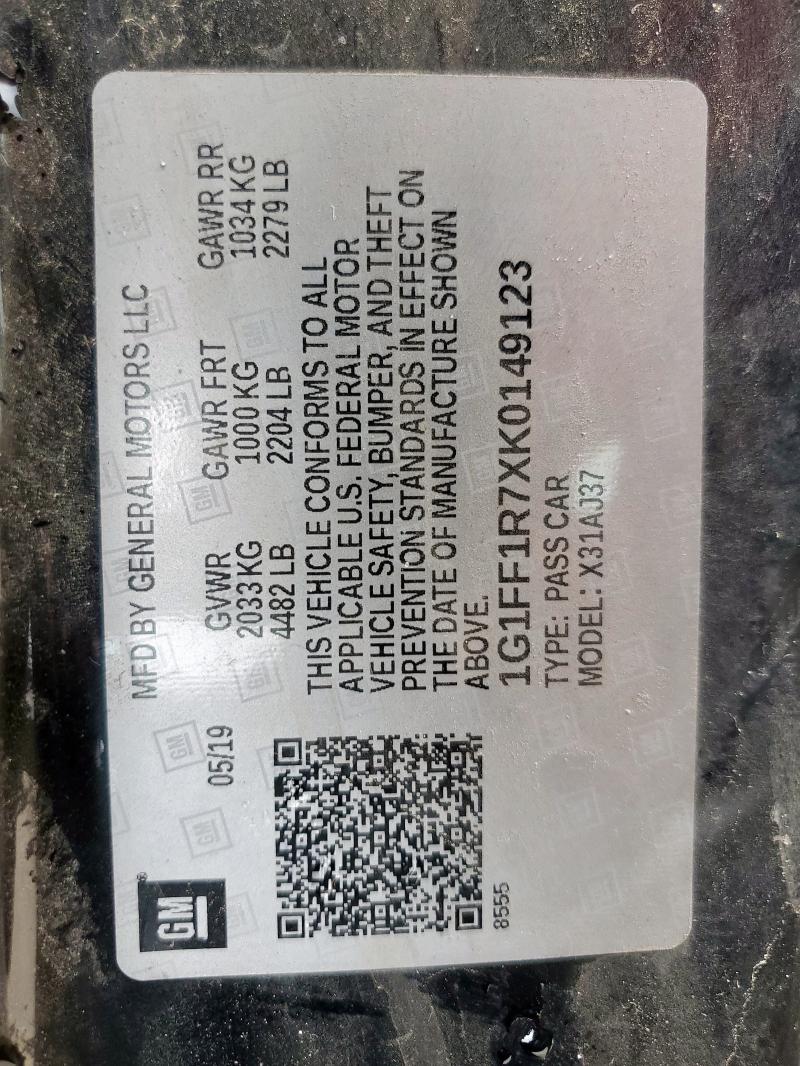 GM
MFD BY GENERAL MOTORS LLC
05/19
GVWR GAWR FRT GAWR RR
2033 KG 1000 KG 1034 KG
4482 LB 2204 LB 2279 LB
THIS VEHICLE CONFORMS TO ALL
APPLICABLE U.S. FEDERAL MOTOR
VEHICLE SAFETY, BUMPER, AND THEFT
PREVENTION STANDARDS IN EFFECT ON
THE DATE OF MANUFACTURE SHOWN
ABOVE.
1G1FF1R7XK0149123
TYPE: PASS CAR
MODEL: X31AJ37
8555